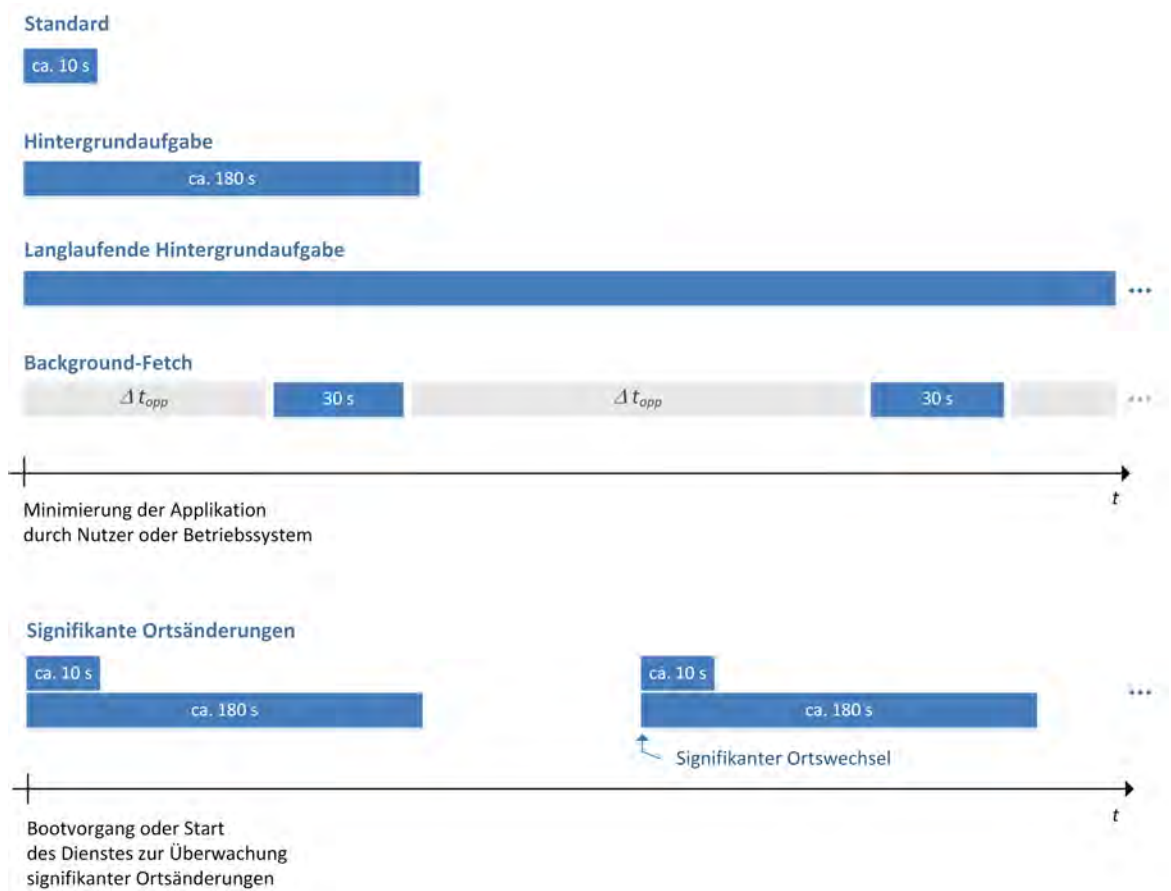 Standard
ca. 10 s
Hintergrundaufgabe
ca. 180 s
Langlaufende Hintergrundaufgabe
...
Background-Fetch
Δ t_opp 30 s Δ t_opp 30 s ...
t
Minimierung der Applikation
durch Nutzer oder Betriebssystem
Signifikante Ortsänderungen
ca. 10 s ca. 10 s
ca. 180 s ca. 180 s ...
Signifikanter Ortswechsel
t
Bootvorgang oder Start
des Dienstes zur Überwachung
signifikanter Ortsänderungen